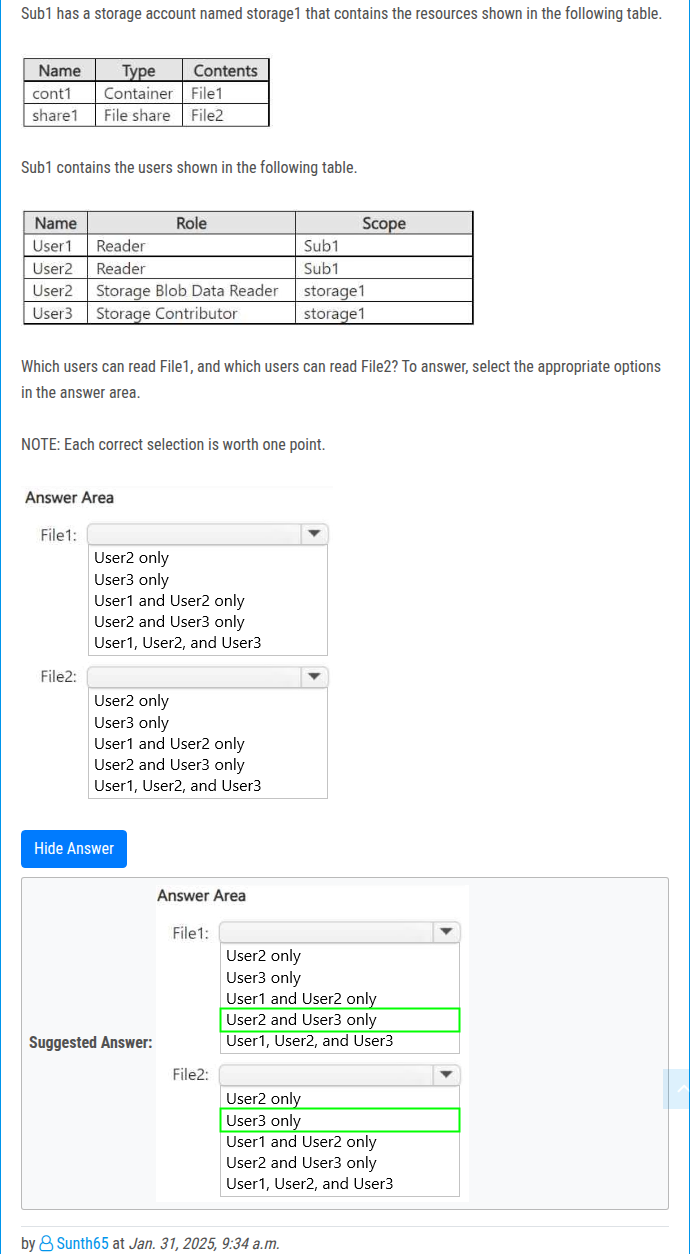 Sub1 has a storage account named storage1 that contains the resources shown in the following table.
Name Type Contents
cont1 Container File1
share1 File share File2
Sub1 contains the users shown in the following table.
Name Role Scope
User1 Reader Sub1
User2 Reader Sub1
User2 Storage Blob Data Reader storage1
User3 Storage Contributor storage1
Which users can read File1, and which users can read File2? To answer, select the appropriate options
in the answer area.
NOTE: Each correct selection is worth one point.
Answer Area
File1:
User2 only
User3 only
User1 and User2 only
User2 and User3 only
User1, User2, and User3
File2:
User2 only
User3 only
User1 and User2 only
User2 and User3 only
User1, User2, and User3
Hide Answer
Suggested Answer:
Answer Area
File1:
User2 only
User3 only
User1 and User2 only
User2 and User3 only
User1, User2, and User3
File2:
User2 only
User3 only
User1 and User2 only
User2 and User3 only
User1, User2, and User3
by Sunth65 at Jan. 31, 2025, 9:34 a.m.